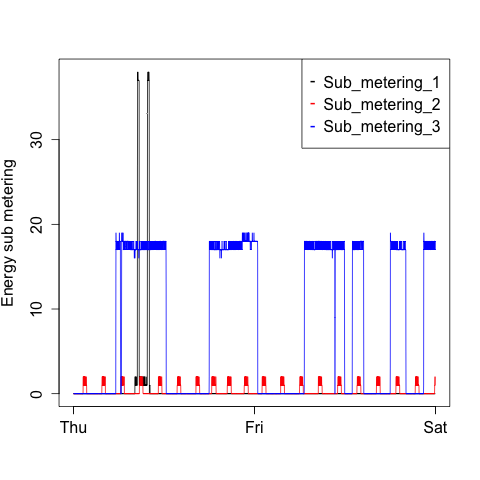 Sub_metering_1
Sub_metering_2
Sub_metering_3
Energy sub metering
30
20
10
0
Thu Fri Sat